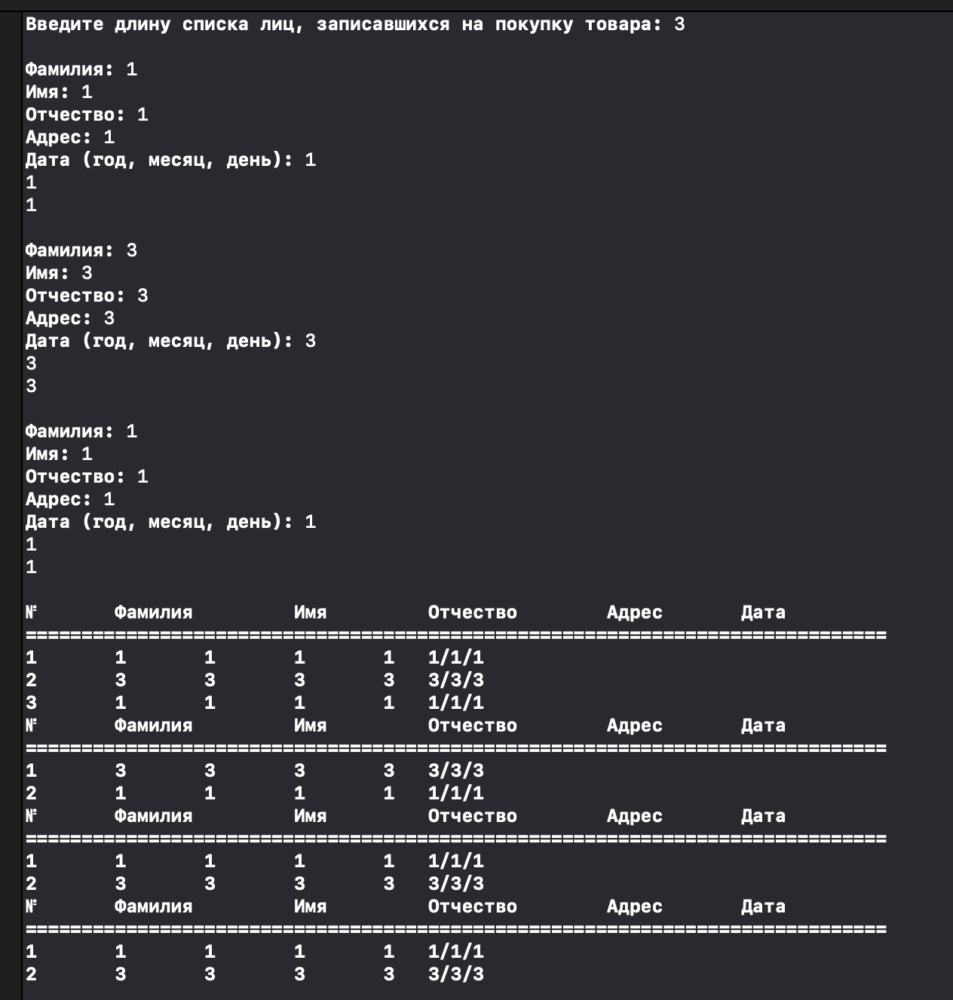 Введите длину списка лиц, записавшихся на покупку товара: 3
Фамилия: 1
Имя: 1
Отчество: 1
Адрес: 1
Дата (год, месяц, день): 1
1
1
Фамилия: 3
Имя: 3
Отчество: 3
Адрес: 3
Дата (год, месяц, день): 3
3
3
Фамилия: 1
Имя: 1
Отчество: 1
Адрес: 1
Дата (год, месяц, день): 1
1
1
№ Фамилия Имя Отчество Адрес Дата
=============================================================================
1 1 1 1 1 1/1/1
2 3 3 3 3 3/3/3
3 1 1 1 1 1/1/1
№ Фамилия Имя Отчество Адрес Дата
=============================================================================
1 3 3 3 3 3/3/3
2 1 1 1 1 1/1/1
№ Фамилия Имя Отчество Адрес Дата
=============================================================================
1 1 1 1 1 1/1/1
2 3 3 3 3 3/3/3
№ Фамилия Имя Отчество Адрес Дата
=============================================================================
1 1 1 1 1 1/1/1
2 3 3 3 3 3/3/3